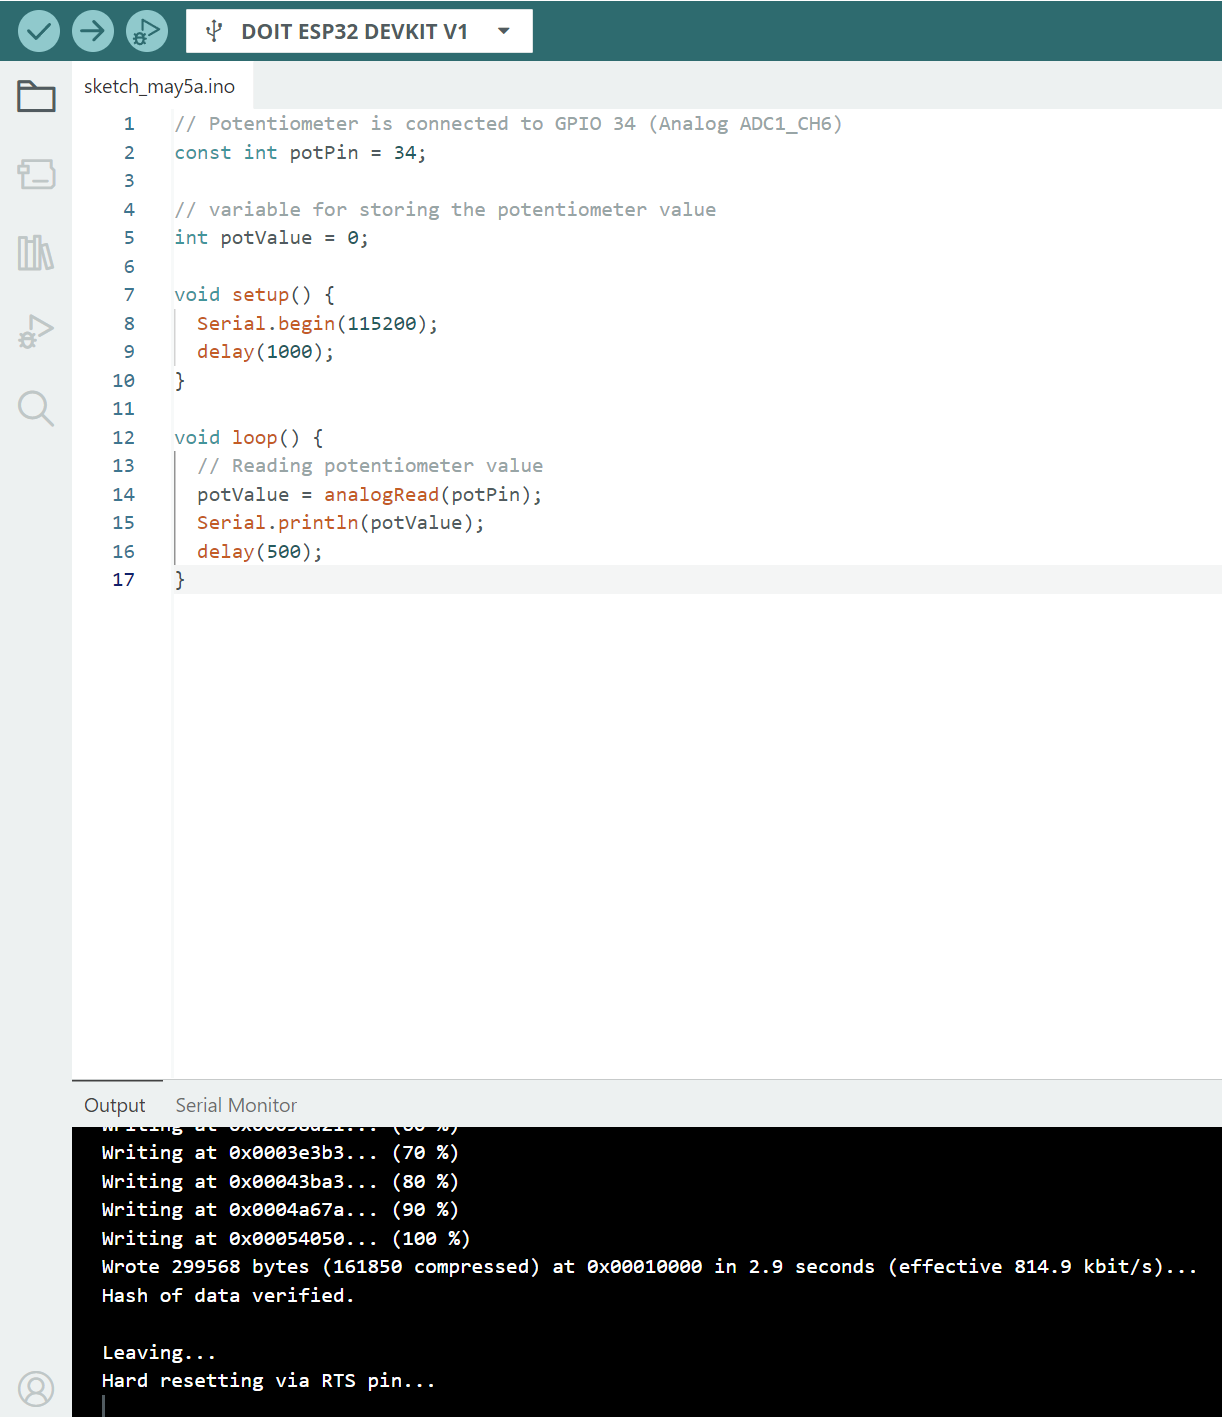 DOIT ESP32 DEVKIT V1
sketch_may5a.ino
1 // Potentiometer is connected to GPIO 34 (Analog ADC1_CH6)
2 const int potPin = 34;
3
4 // variable for storing the potentiometer value
5 int potValue = 0;
6
7 void setup() {
8 Serial.begin(115200);
9 delay(1000);
10 }
11
12 void loop() {
13 // Reading potentiometer value
14 potValue = analogRead(potPin);
15 Serial.println(potValue);
16 delay(500);
17 }
Output Serial Monitor
Writing at
Writing at 0x0003e3b3... (70 %)
Writing at 0x00043ba3... (80 %)
Writing at 0x0004a67a... (90 %)
Writing at 0x00054050... (100 %)
Wrote 299568 bytes (161850 compressed) at 0x00010000 in 2.9 seconds (effective 814.9 kbit/s)...
Hash of data verified.
Leaving...
Hard resetting via RTS pin...